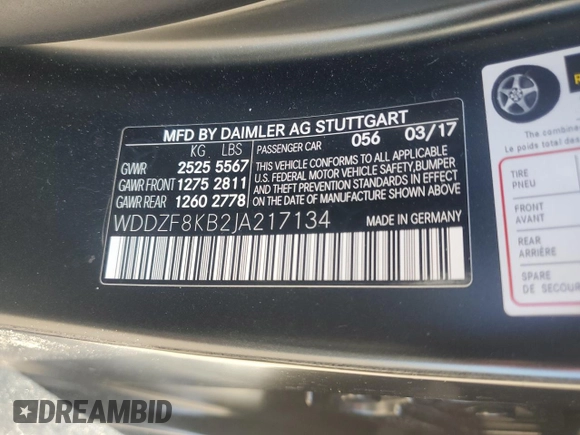 MFD BY DAIMLER AG STUTTGART
KG LBS PASSENGER CAR 056 03/17
GVWR 2525 5567
GAWR FRONT 1275 2811
GAWR REAR 1260 2778
THIS VEHICLE CONFORMS TO ALL APPLICABLE
U.S. FEDERAL MOTOR VEHICLE SAFETY, BUMPER
AND THEFT PREVENTION STANDARDS IN EFFECT
ON THE DATE OF MANUFACTURE SHOWN ABOVE.
WDDZF8KB2JA217134
MADE IN GERMANY
The combine
Le poids total des
TIRE
PNEU
FRONT
AVANT
REAR
ARRIÈRE
SPARE
DE SECOUR
DREAMBID